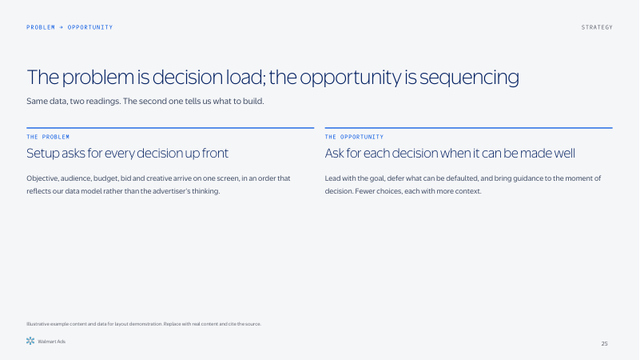 PROBLEM → OPPORTUNITY
STRATEGY
The problem is decision load; the opportunity is sequencing
Same data, two readings. The second one tells us what to build.
THE PROBLEM
Setup asks for every decision up front
Objective, audience, budget, bid and creative arrive on one screen, in an order that
reflects our data model rather than the advertiser's thinking.
THE OPPORTUNITY
Ask for each decision when it can be made well
Lead with the goal, defer what can be defaulted, and bring guidance to the moment of
decision. Fewer choices, each with more context.
Illustrative example content and data for layout demonstration. Replace with real content and cite the source.
Walmart Ads
25